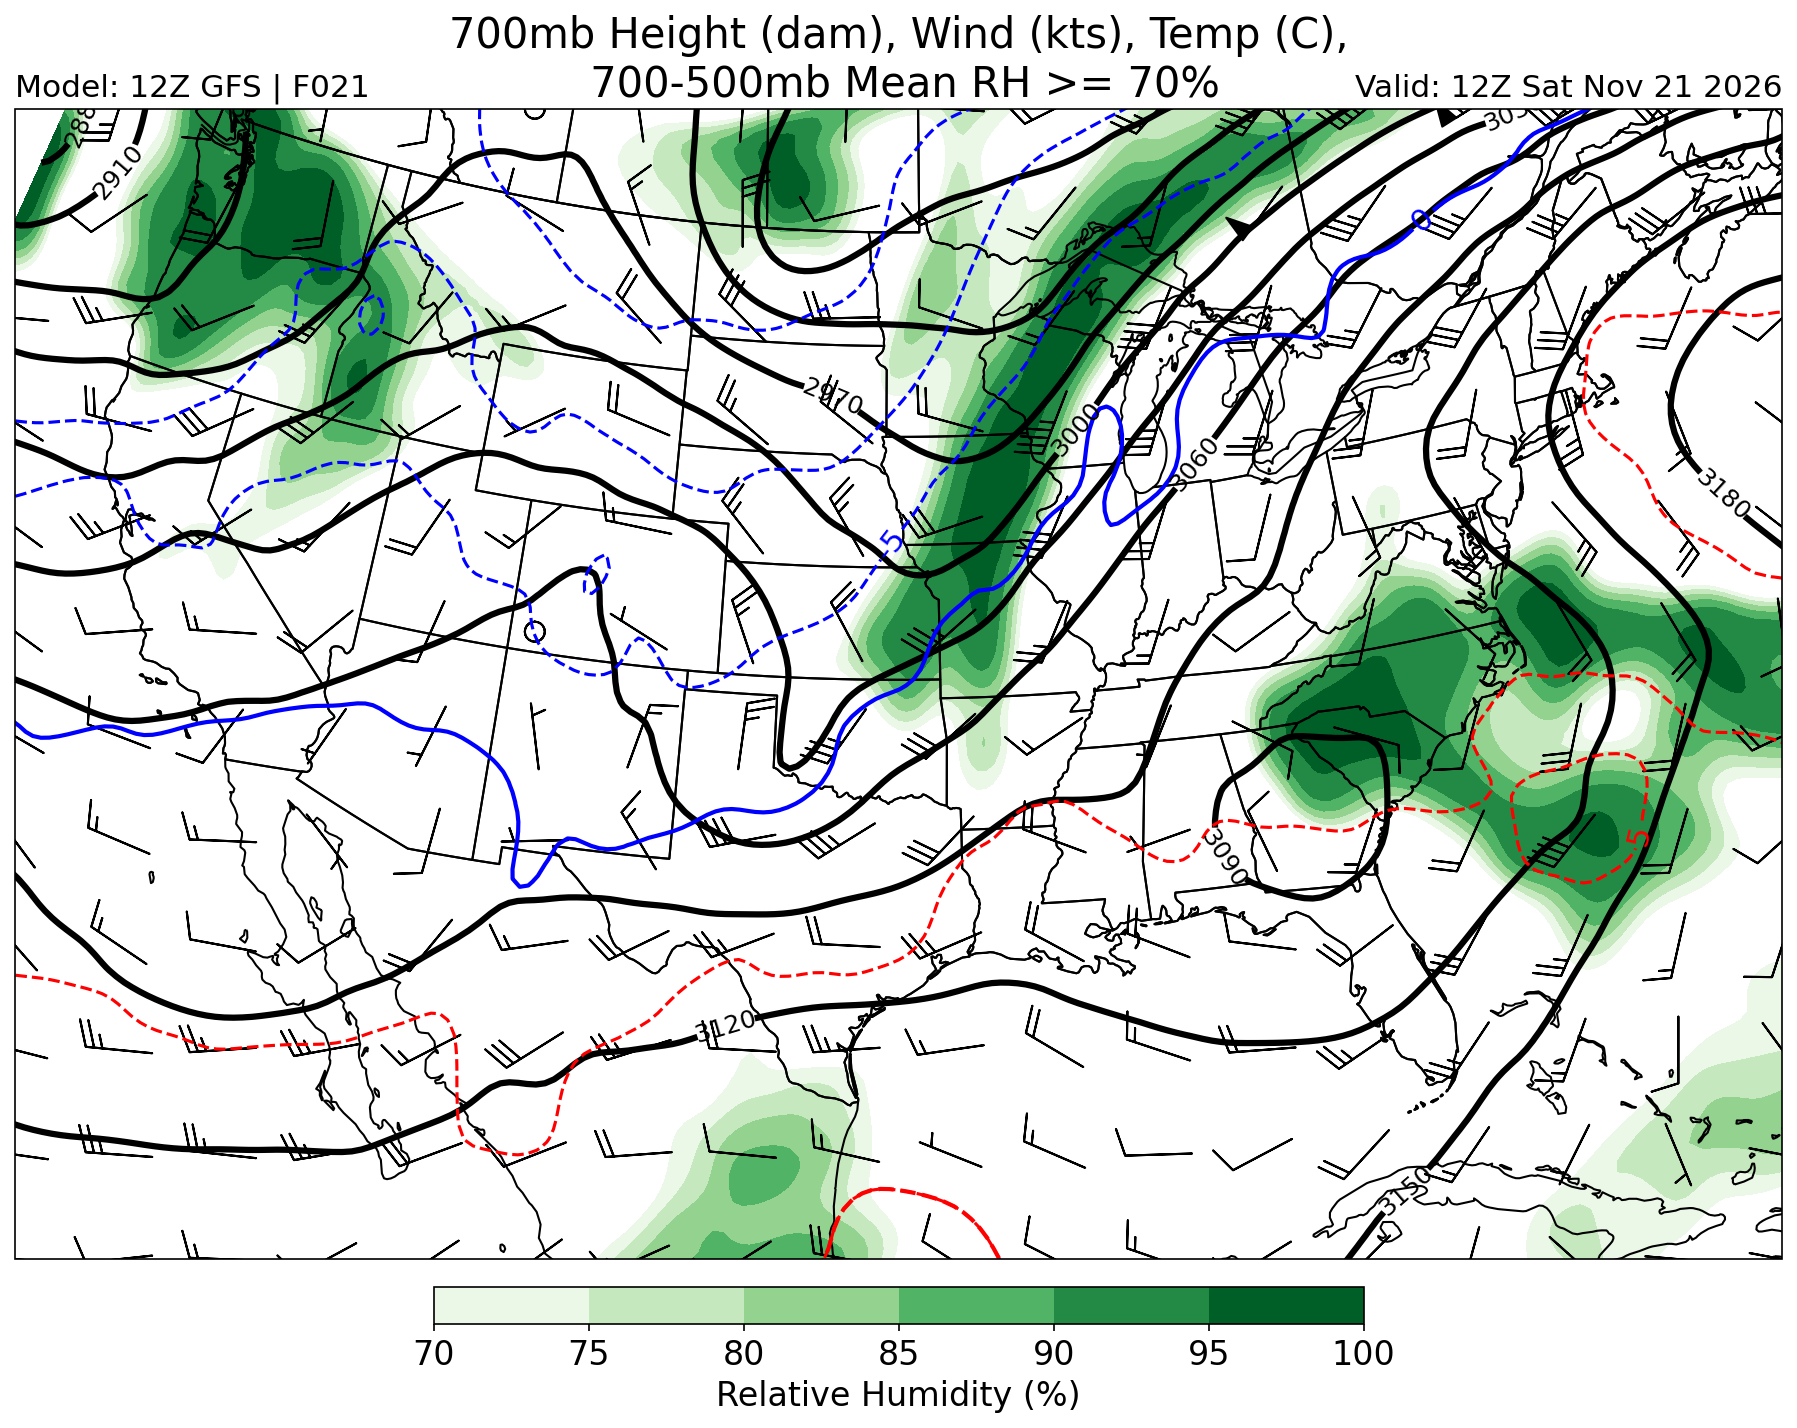 700mb Height (dam), Wind (kts), Temp (C),
700-500mb Mean RH >= 70%
Model: 12Z GFS | F021
Valid: 12Z Sat Nov 21 2026
2910
0
2970
3000
3060
3180
-5
3090
5
3120
3150
70 75 80 85 90 95 100
Relative Humidity (%)